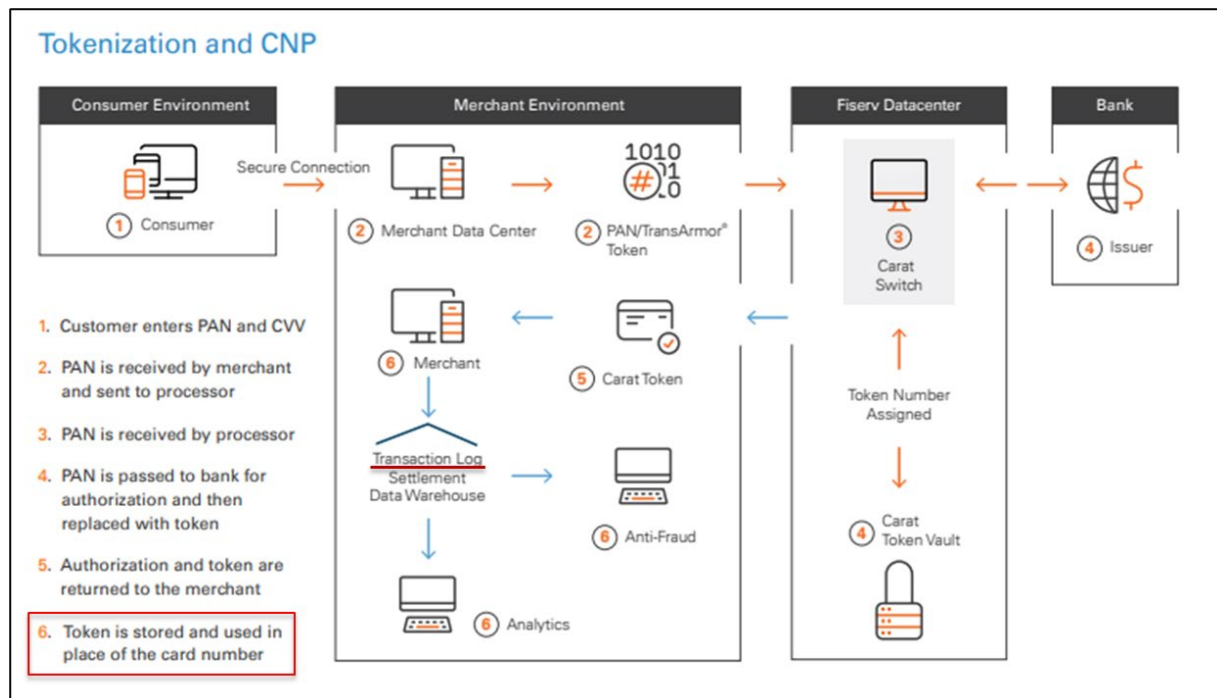 Tokenization and CNP
Consumer Environment
Merchant Environment
Fiserv Datacenter
Bank
Secure Connection
1 Consumer
2 Merchant Data Center
1010
01
0
#
2 PAN/TransArmor®
Token
3
Carat
Switch
4 Issuer
6 Merchant
5 Carat Token
Token Number
Assigned
Transaction Log
Settlement
Data Warehouse
6 Anti-Fraud
4 Carat
Token Vault
6 Analytics
1. Customer enters PAN and CVV
2. PAN is received by merchant
and sent to processor
3. PAN is received by processor
4. PAN is passed to bank for
authorization and then
replaced with token
5. Authorization and token are
returned to the merchant
6. Token is stored and used in
place of the card number